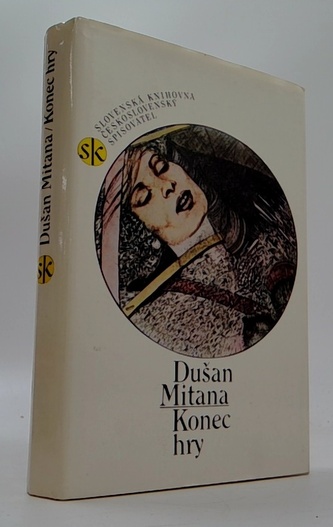 Dušan Mitana/Konec hry
sk
SLOVENSKÁ KNIHOVNA
ČESKOSLOVENSKÝ
SPISOVATEL
sk
Dušan
Mitana
Konec
hry